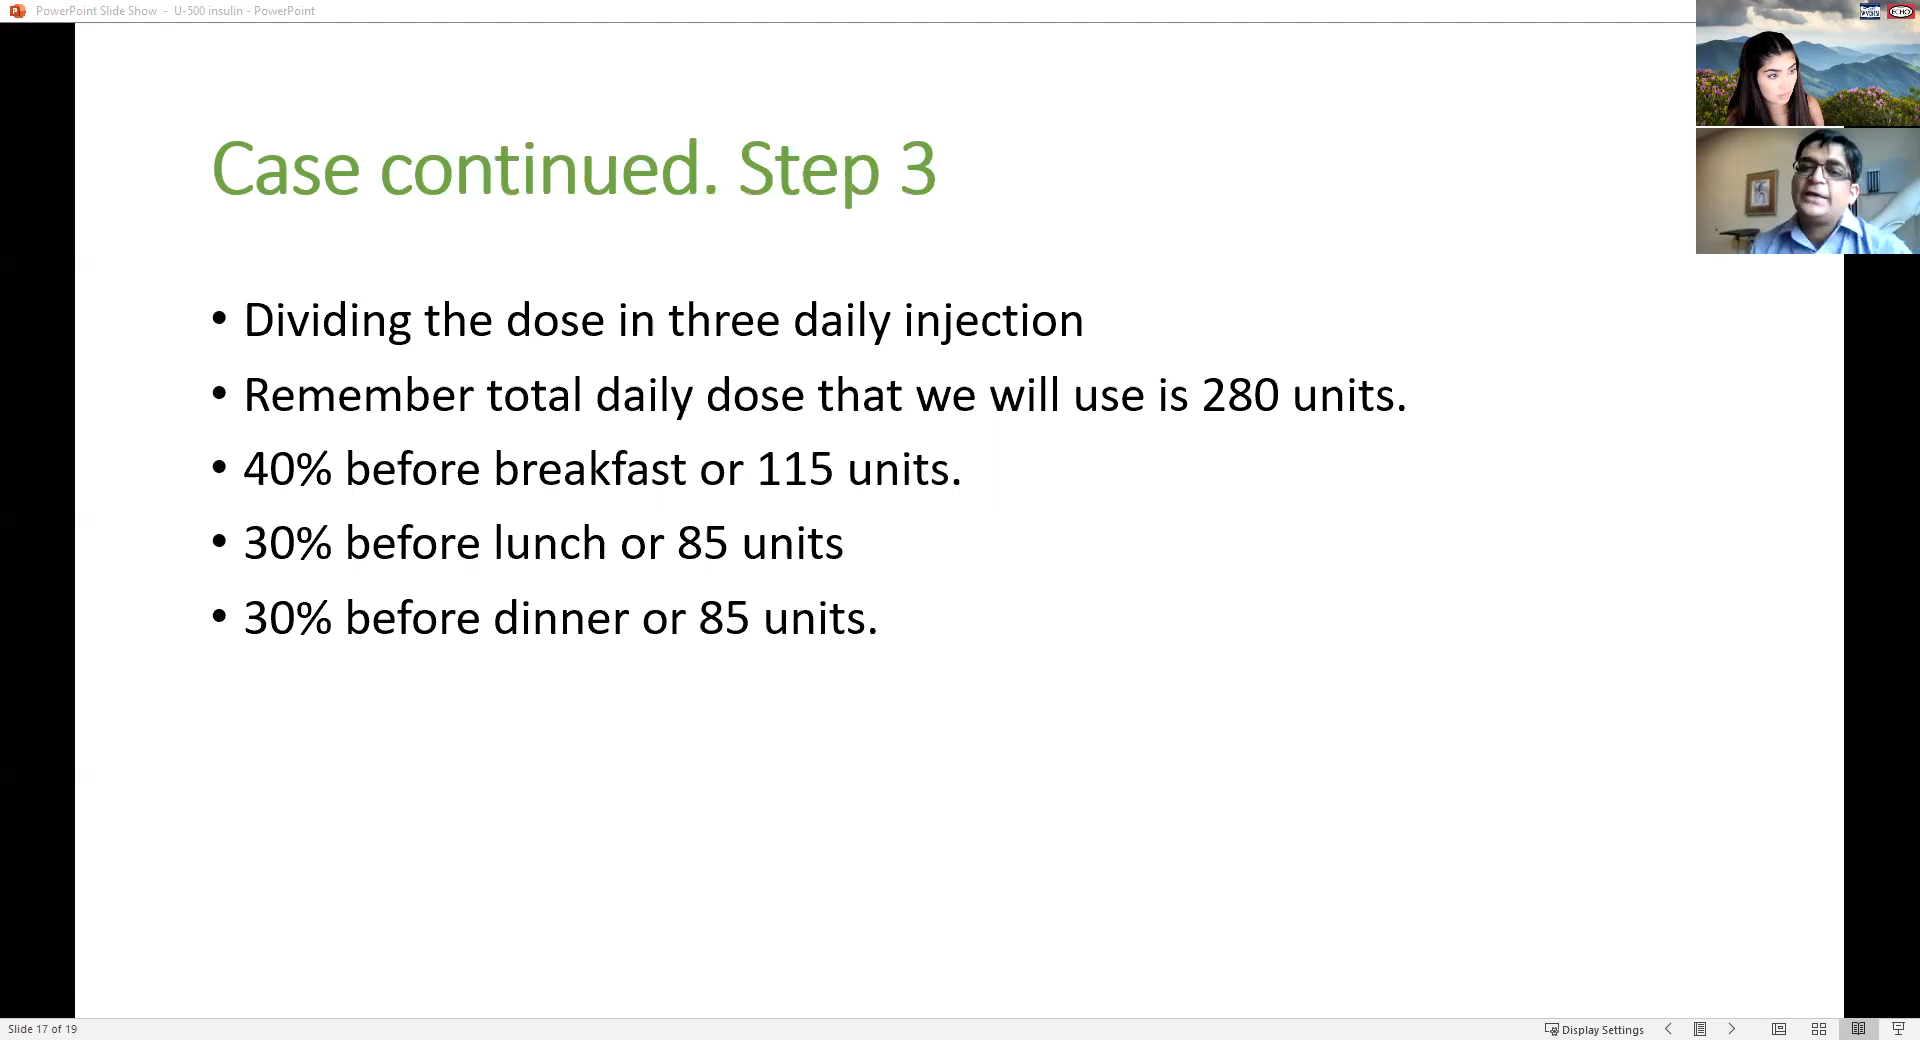 PowerPoint Slide Show - U-500 insulin - PowerPoint
ECHO
Case continued. Step 3
• Dividing the dose in three daily injection
• Remember total daily dose that we will use is 280 units.
• 40% before breakfast or 115 units.
• 30% before lunch or 85 units
• 30% before dinner or 85 units.
Slide 17 of 19
Display Settings